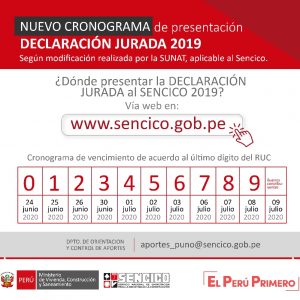 NUEVO CRONOGRAMA de presentación
DECLARACIÓN JURADA 2019
Según modificación realizada por la SUNAT, aplicable al Sencico.
¿Dónde presentar la DECLARACIÓN
JURADA al SENCICO 2019?
Vía web en:
www.sencico.gob.pe
Cronograma de vencimiento de acuerdo al último dígito del RUC
0 1 2 3 4 5 6 7 8 9 Buenos contribuyentes
24 25 26 30 01 02 03 06 07 08 09
junio junio junio junio julio julio julio julio julio julio julio
2020 2020 2020 2020 2020 2020 2020 2020 2020 2020 2020
DPTO. DE ORIENTACIÓN
Y CONTROL DE APORTES
aportes_puno@sencico.gob.pe
PERÚ
Ministerio
de Vivienda, Construcción
y Saneamiento
SENCICO
EL PERÚ PRIMERO